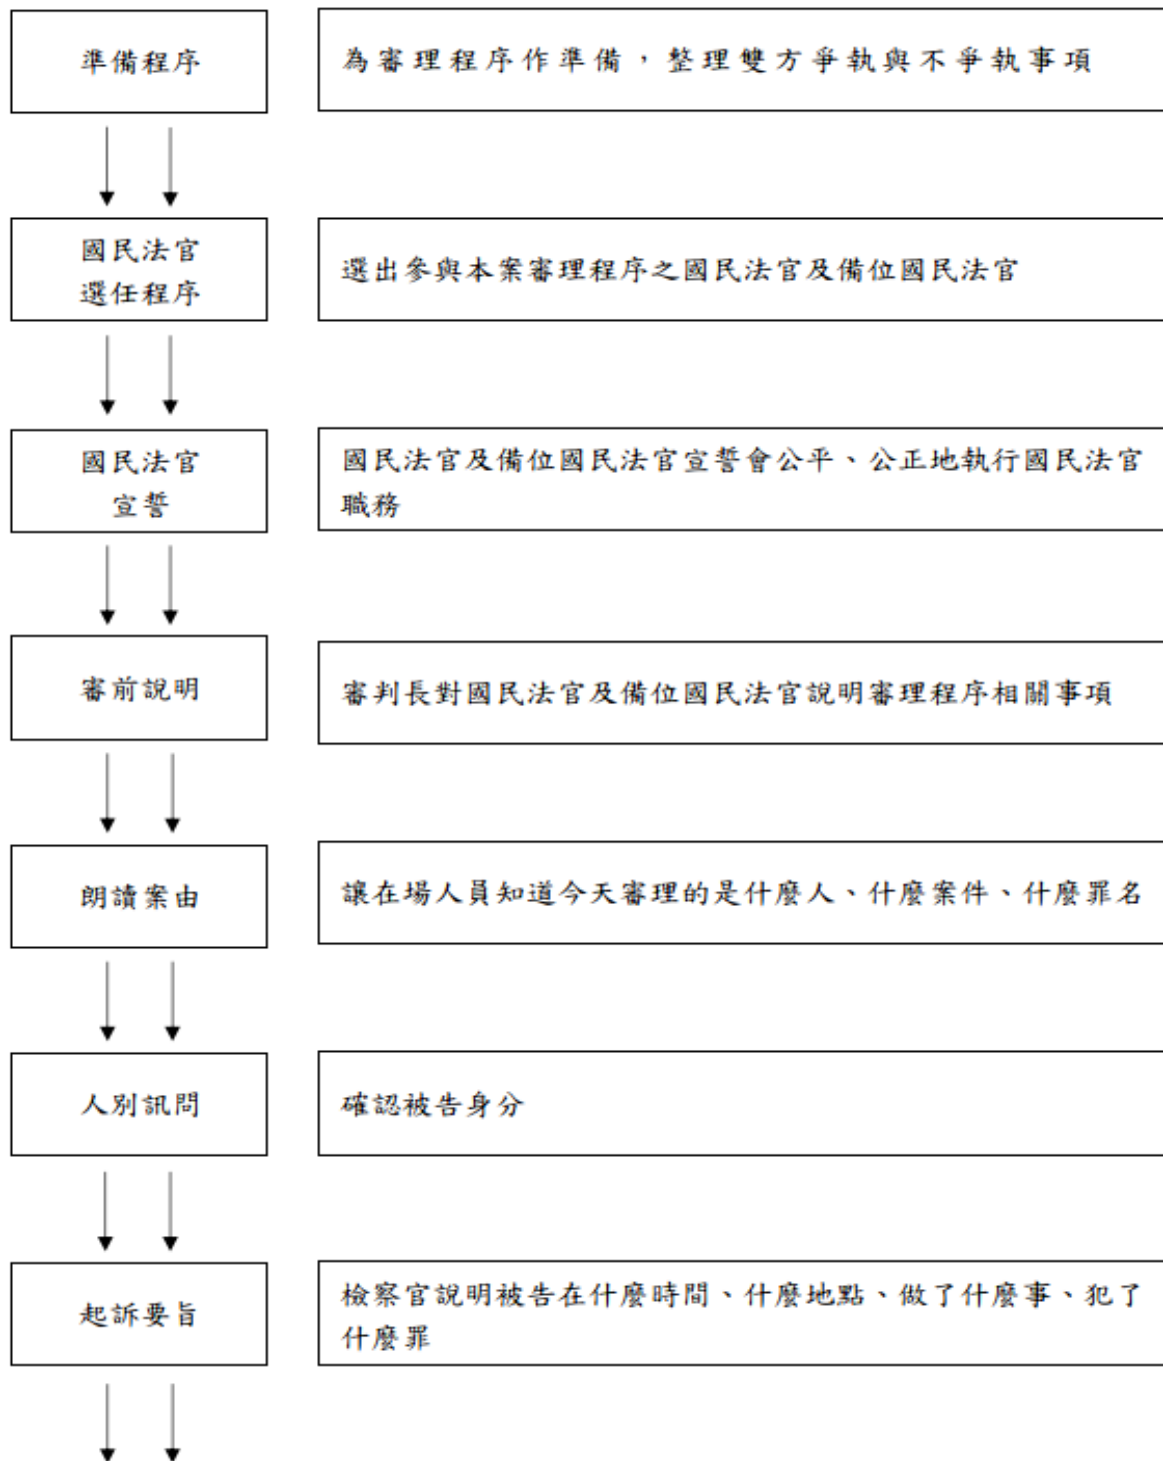 準備程序
為審理程序作準備，整理雙方爭執與不爭執事項
國民法官
選任程序
選出參與本案審理程序之國民法官及備位國民法官
國民法官
宣誓
國民法官及備位國民法官宣誓會公平、公正地執行國民法官
職務
審前說明
審判長對國民法官及備位國民法官說明審理程序相關事項
朗讀案由
讓在場人員知道今天審理的是什麼人、什麼案件、什麼罪名
人別訊問
確認被告身分
起訴要旨
檢察官說明被告在什麼時間、什麼地點、做了什麼事、犯了
什麼罪